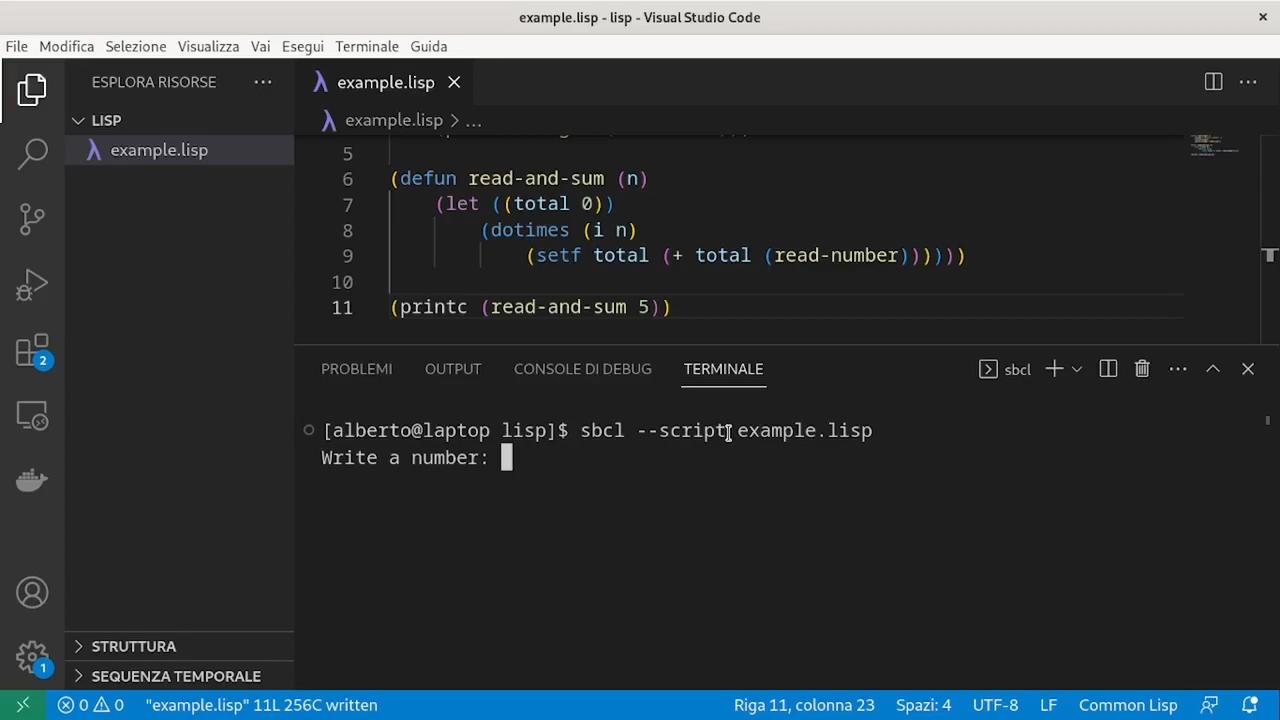 example.lisp - lisp - Visual Studio Code
File Modifica Selezione Visualizza Vai Esegui Terminale Guida
ESPLORA RISORSE
LISP
example.lisp
STRUTTURA
SEQUENZA TEMPORALE
2
1
example.lisp
example.lisp > ...
5
6 (defun read-and-sum (n)
7 (let ((total 0))
8 (dotimes (i n)
9 (setf total (+ total (read-number))))))
10
11 (printc (read-and-sum 5))
PROBLEMI OUTPUT CONSOLE DI DEBUG TERMINALE sbcl
[alberto@laptop lisp]$ sbcl --script example.lisp
Write a number:
0 0 "example.lisp" 11L 256C written Riga 11, colonna 23 Spazi: 4 UTF-8 LF Common Lisp